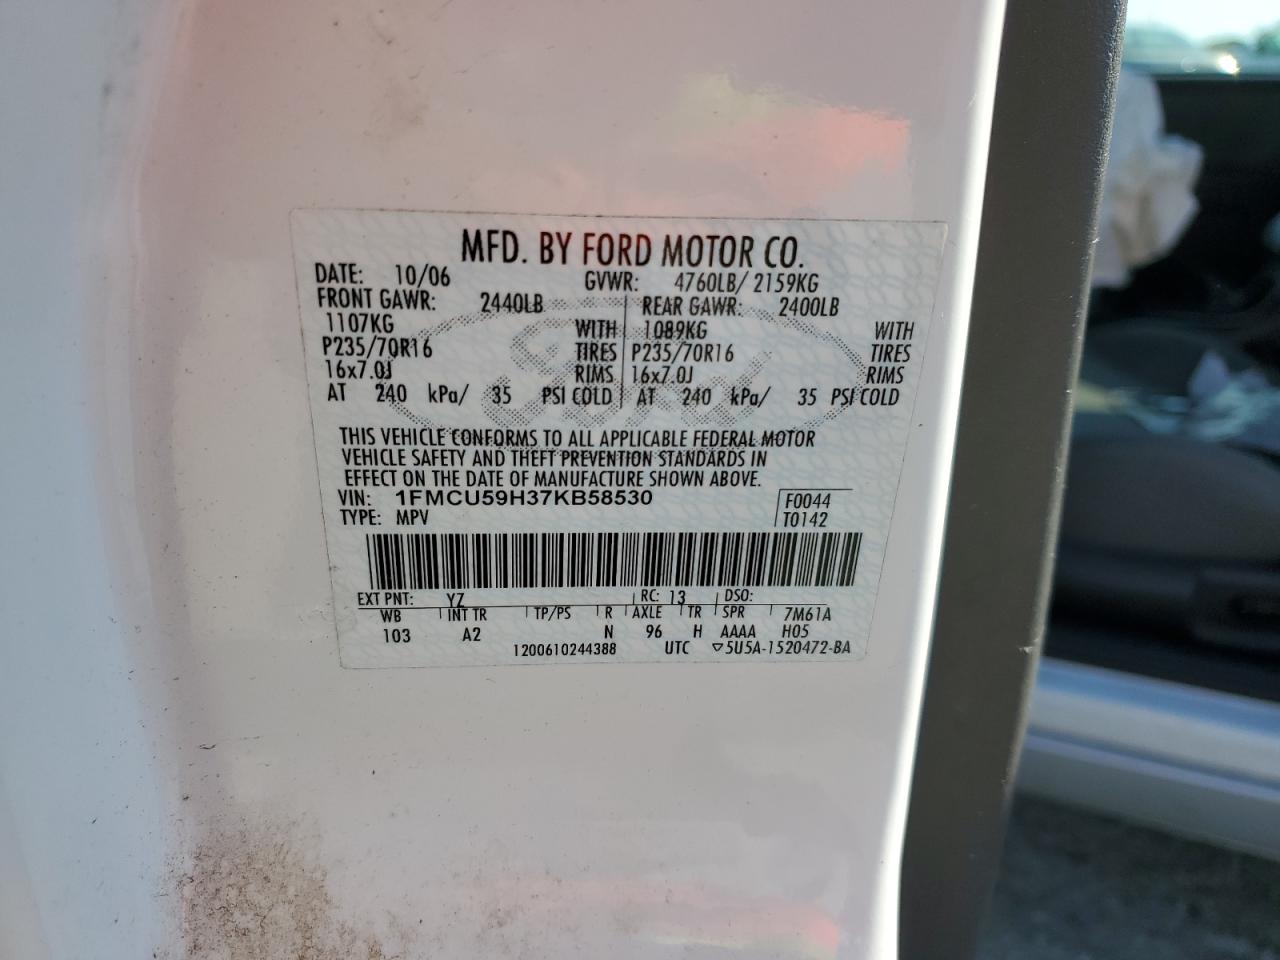 MFD. BY FORD MOTOR CO.
DATE: 10/06 GVWR: 4760LB/ 2159KG
FRONT GAWR: 2440LB REAR GAWR: 2400LB
1107KG WITH 1089KG WITH
P235/70R16 TIRES P235/70R16 TIRES
16x7.0J RIMS 16x7.0J RIMS
AT 240 kPa/ 35 PSI COLD AT 240 kPa/ 35 PSI COLD
Ford
THIS VEHICLE CONFORMS TO ALL APPLICABLE FEDERAL MOTOR
VEHICLE SAFETY AND THEFT PREVENTION STANDARDS IN
EFFECT ON THE DATE OF MANUFACTURE SHOWN ABOVE.
VIN: 1FMCU59H37KB58530 F0044
TYPE: MPV T0142
EXT PNT: YZ RC: 13 DSO:
WB INT TR TP/PS R AXLE TR SPR 7M61A
103 A2 N 96 H AAAA H05
1200610244388 UTC ▽5U5A-1520472-BA